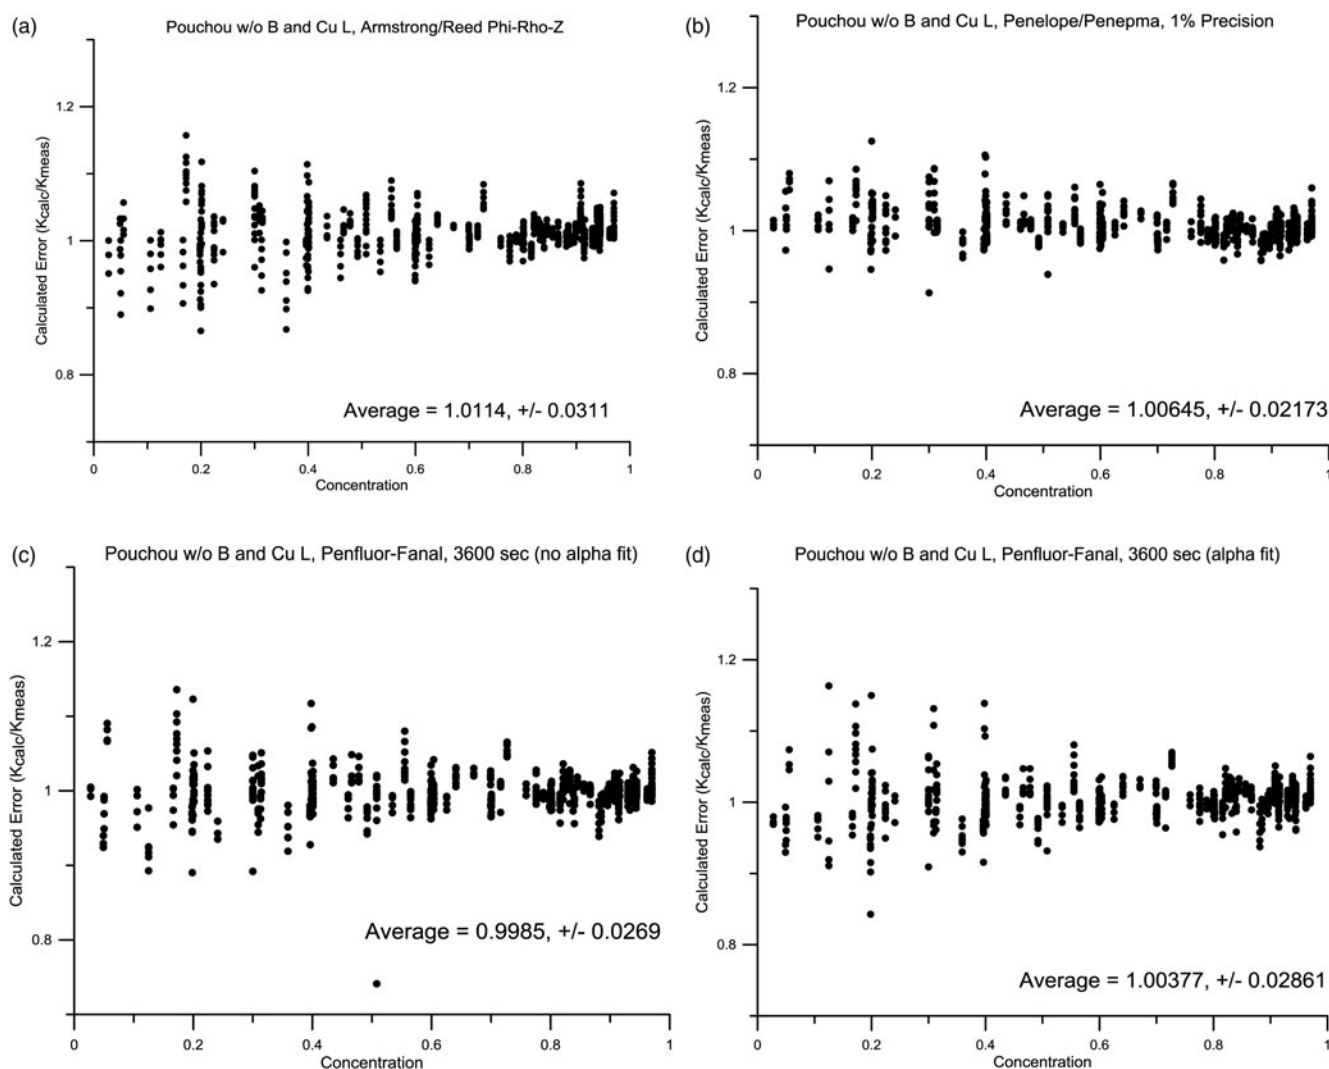 (a)
Pouchou w/o B and Cu L, Armstrong/Reed Phi-Rho-Z
Calculated Error (Kcalc/Kmeas)
1.2
1
0.8
Average = 1.0114, +/- 0.0311
0 0.2 0.4 0.6 0.8 1
Concentration
(b)
Pouchou w/o B and Cu L, Penelope/Penepma, 1% Precision
Calculated Error (Kcalc/Kmeas)
1.2
1
0.8
Average = 1.00645, +/- 0.02173
0 0.2 0.4 0.6 0.8 1
Concentration
(c)
Pouchou w/o B and Cu L, Penfluor-Fanal, 3600 sec (no alpha fit)
Calculated Error (Kcalc/Kmeas)
1.2
1
0.8
Average = 0.9985, +/- 0.0269
0 0.2 0.4 0.6 0.8 1
Concentration
(d)
Pouchou w/o B and Cu L, Penfluor-Fanal, 3600 sec (alpha fit)
Calculated Error (Kcalc/Kmeas)
1.2
1
0.8
Average = 1.00377, +/- 0.02861
0 0.2 0.4 0.6 0.8 1
Concentration